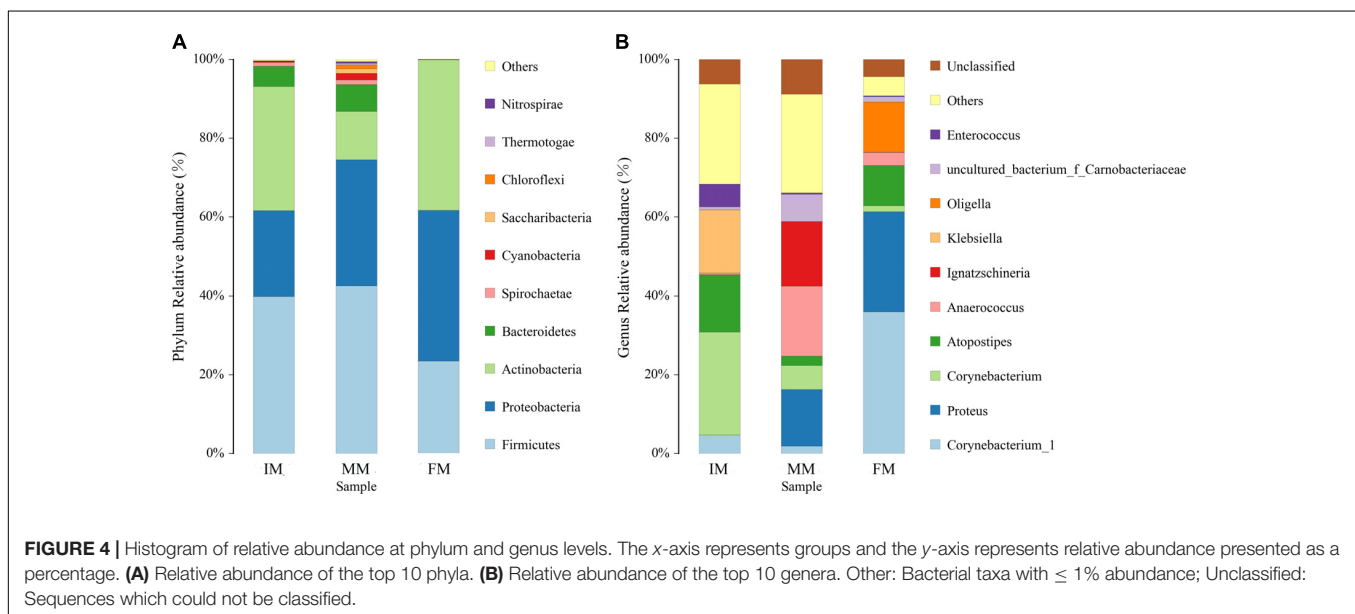 A
100%
80%
60%
40%
20%
0%
Phylum Relative abundance (%)
IM
MM
FM
Sample
Others
Nitrospirae
Thermotogae
Chloroflexi
Saccharibacteria
Cyanobacteria
Spirochaetae
Bacteroidetes
Actinobacteria
Proteobacteria
Firmicutes
B
100%
80%
60%
40%
20%
0%
Genus Relative abundance (%)
IM
MM
FM
Sample
Unclassified
Others
Enterococcus
uncultured_bacterium_f_Carnobacteriaceae
Oligella
Klebsiella
Ignatzschineria
Anaerococcus
Atopostipes
Corynebacterium
Proteus
Corynebacterium_1
FIGURE 4 | Histogram of relative abundance at phylum and genus levels. The x-axis represents groups and the y-axis represents relative abundance presented as a
percentage. (A) Relative abundance of the top 10 phyla. (B) Relative abundance of the top 10 genera. Other: Bacterial taxa with ≤ 1% abundance; Unclassified:
Sequences which could not be classified.